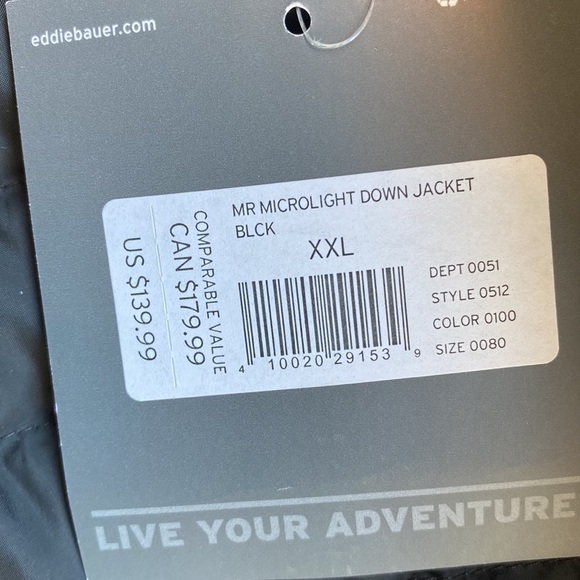 eddiebauer.com
MR MICROLIGHT DOWN JACKET
BLCK
XXL
DEPT 0051
STYLE 0512
COLOR 0100
SIZE 0080
4 10020 29153 9
COMPARABLE VALUE
CAN $179.99
US $139.99
LIVE YOUR ADVENTURE